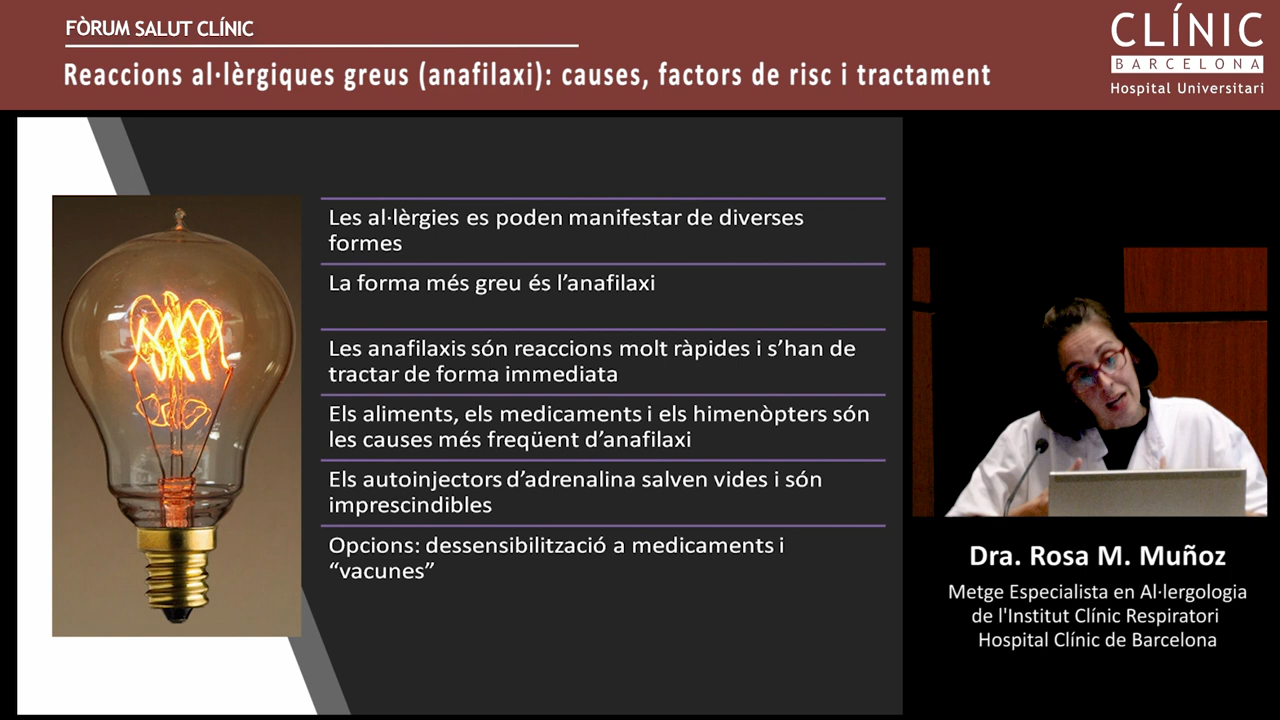 FÒRUM SALUT CLÍNIC
Reaccions al·lèrgiques greus (anafilaxi): causes, factors de risc i tractament
CLÍNIC
BARCELONA
Hospital Universitari
Les al·lèrgies es poden manifestar de diverses
formes
La forma més greu és l’anafilaxi
Les anafilaxis són reaccions molt ràpides i s’han de
tractar de forma immediata
Els aliments, els medicaments i els himenòpters són
les causes més freqüent d’anafilaxi
Els autoinjectors d’adrenalina salven vides i són
imprescindibles
Opcions: dessensibilització a medicaments i
“vacunes”
Dra. Rosa M. Muñoz
Metge Especialista en Al·lergologia
de l'Institut Clínic Respiratori
Hospital Clínic de Barcelona